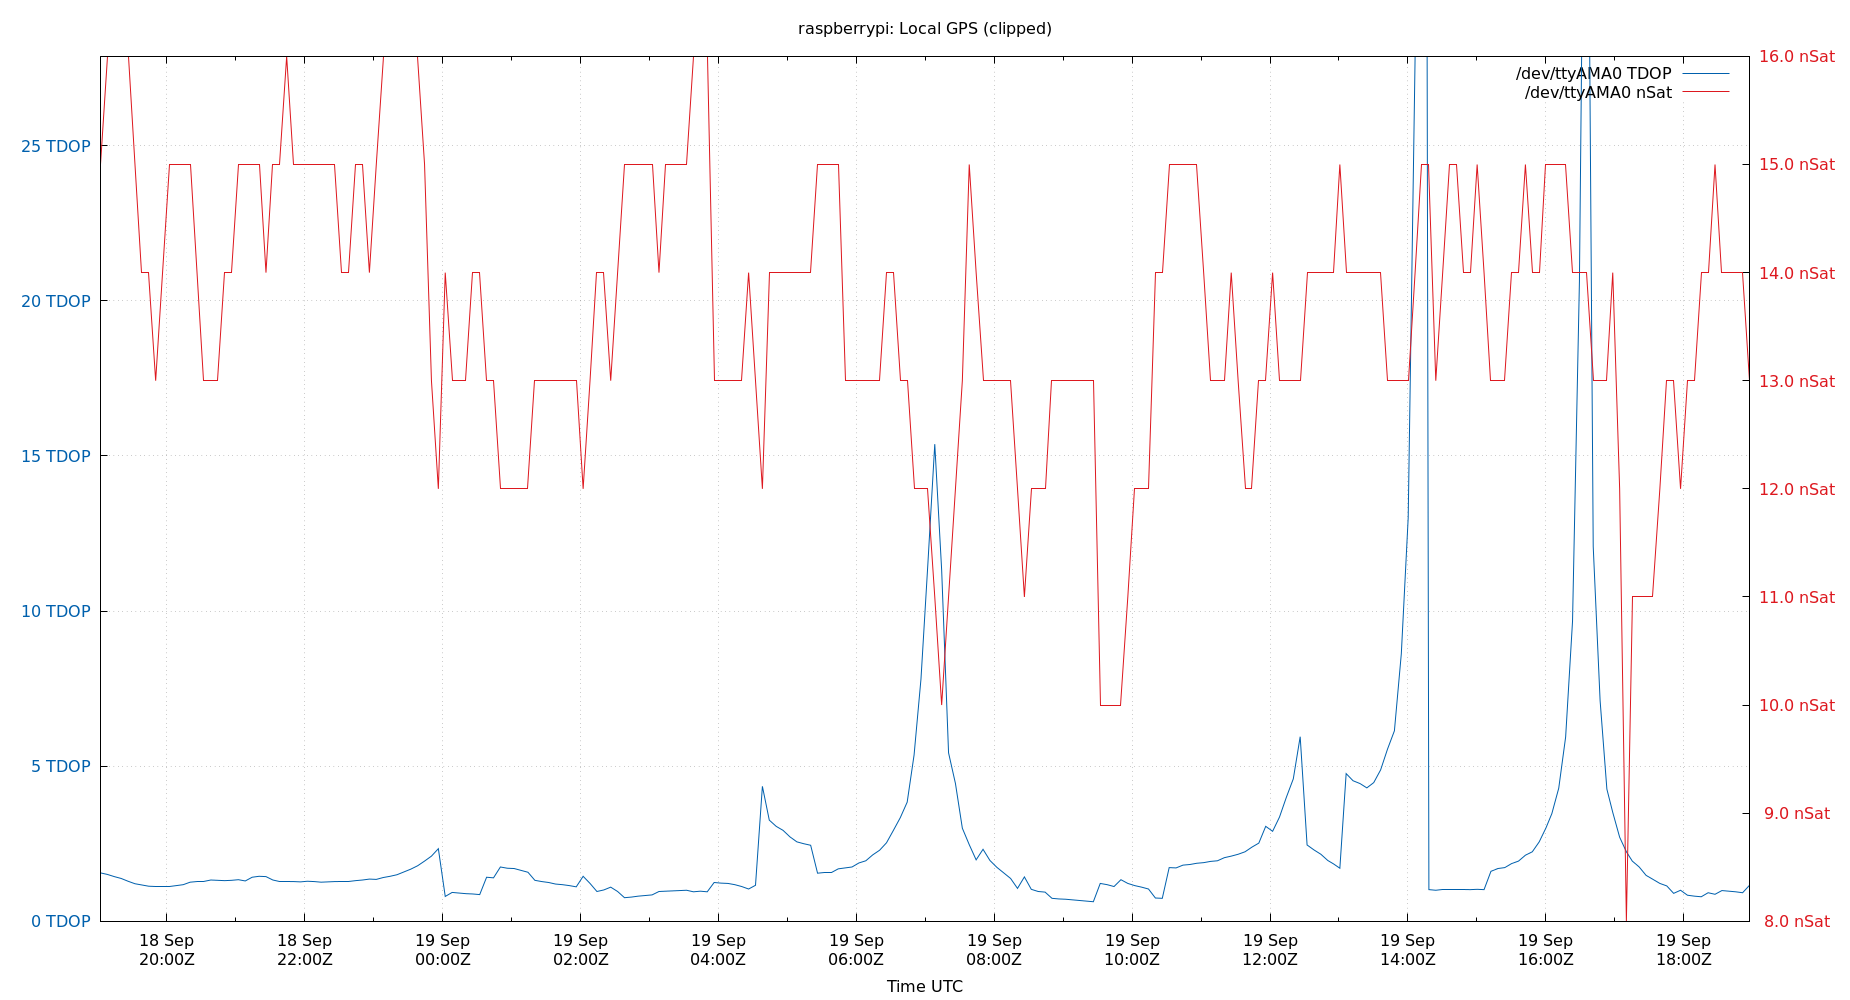 raspberrypi: Local GPS (clipped)
/dev/ttyAMA0 TDOP
/dev/ttyAMA0 nSat
25 TDOP
20 TDOP
15 TDOP
10 TDOP
5 TDOP
0 TDOP
16.0 nSat
15.0 nSat
14.0 nSat
13.0 nSat
12.0 nSat
11.0 nSat
10.0 nSat
9.0 nSat
8.0 nSat
18 Sep
20:00Z
18 Sep
22:00Z
19 Sep
00:00Z
19 Sep
02:00Z
19 Sep
04:00Z
19 Sep
06:00Z
19 Sep
08:00Z
19 Sep
10:00Z
19 Sep
12:00Z
19 Sep
14:00Z
19 Sep
16:00Z
19 Sep
18:00Z
Time UTC